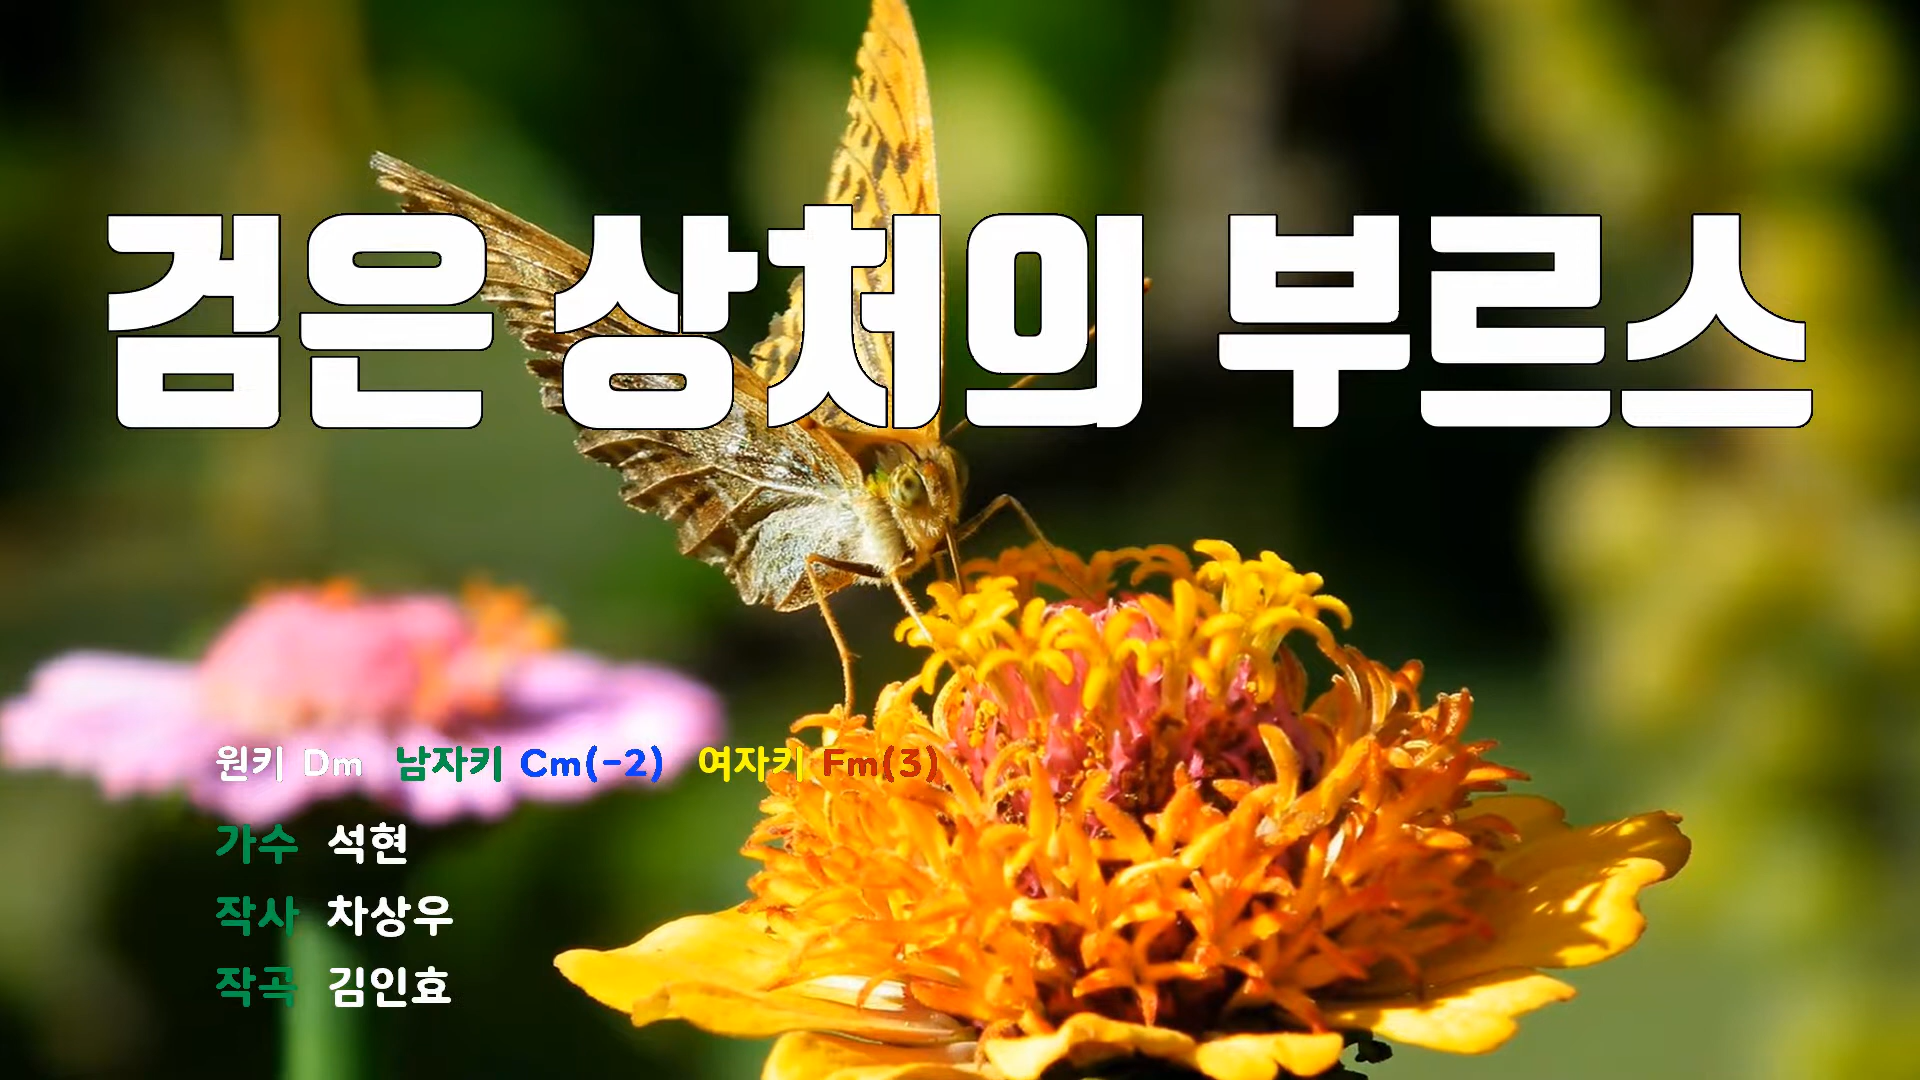 검은 상처의 부르스
원키 Dm 남자키 Cm(-2) 여자키 Fm(3)
가수 석현
작사 차상우
작곡 김인효